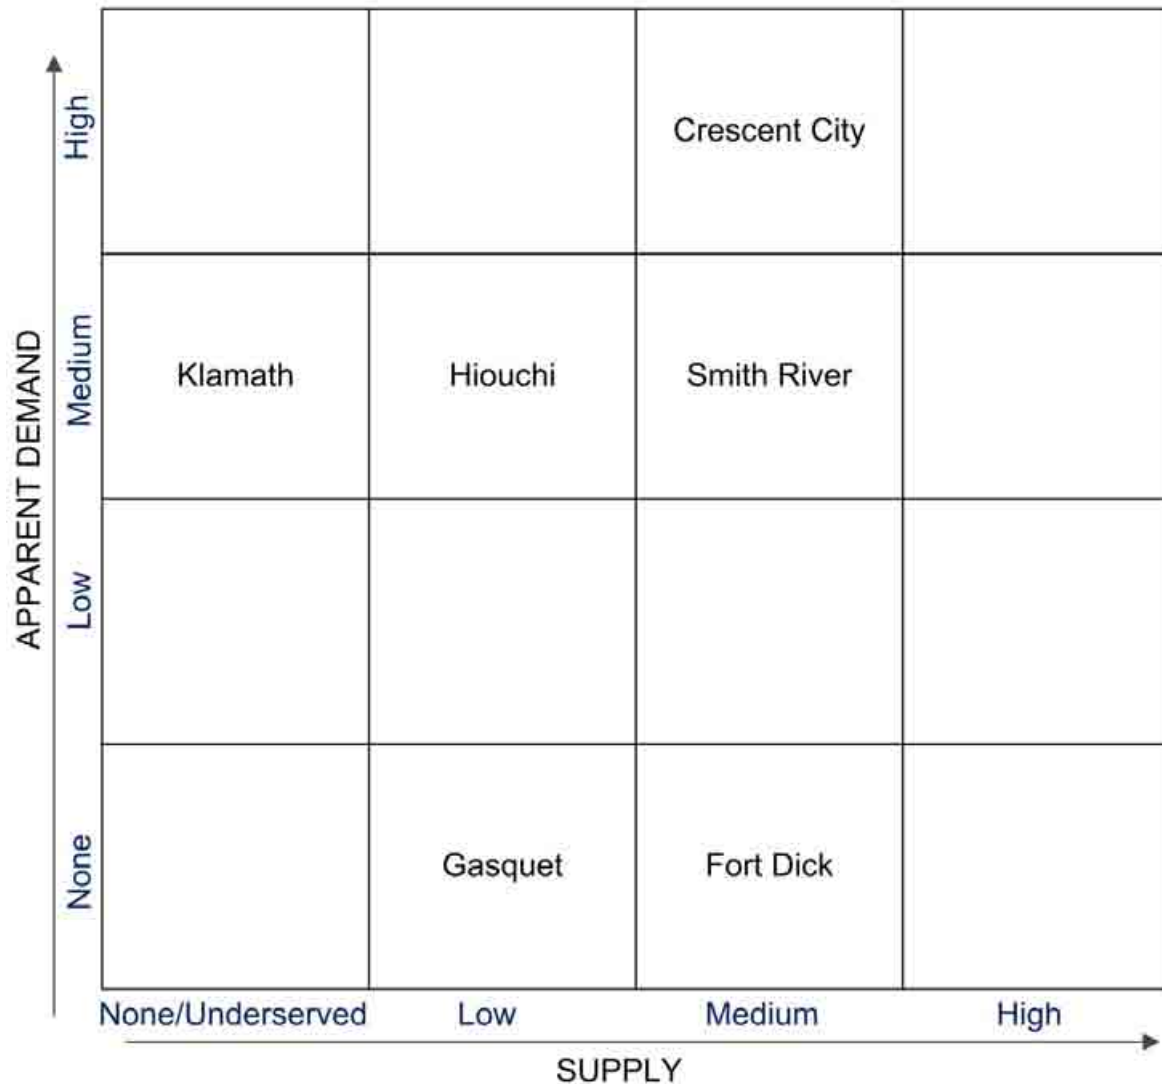 APPARENT DEMAND
High
Crescent City
Medium
Klamath Hiouchi Smith River
Low
None
Gasquet Fort Dick
None/Underserved Low Medium High
SUPPLY